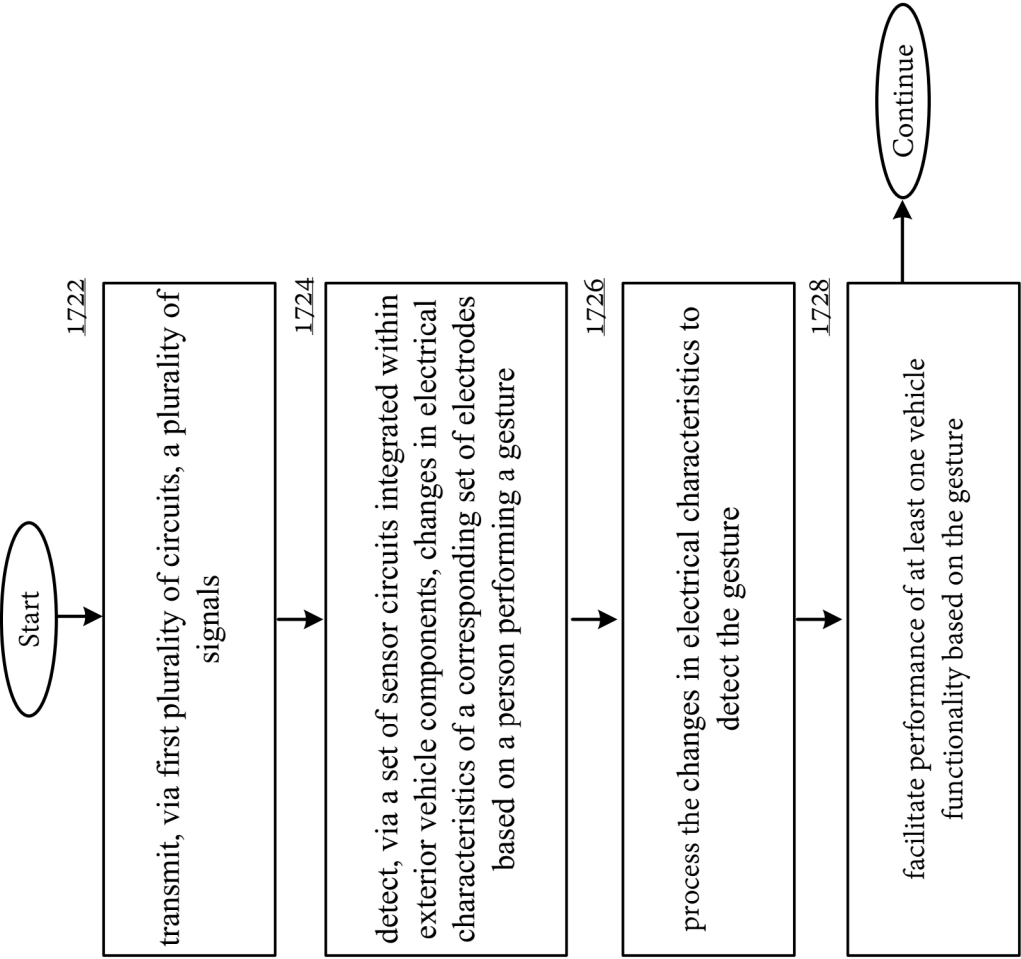 Start
1722
transmit, via first plurality of circuits, a plurality of
signals
1724
detect, via a set of sensor circuits integrated within
exterior vehicle components, changes in electrical
characteristics of a corresponding set of electrodes
based on a person performing a gesture
1726
process the changes in electrical characteristics to
detect the gesture
1728
facilitate performance of at least one vehicle
functionality based on the gesture
Continue